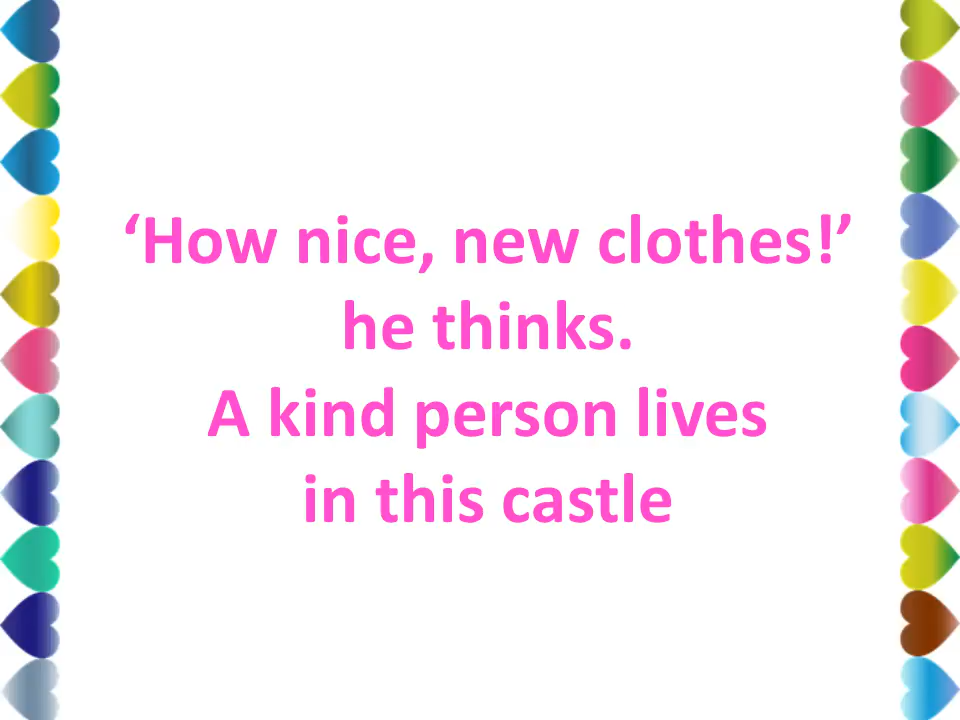 ‘How nice, new clothes!’
he thinks.
A kind person lives
in this castle